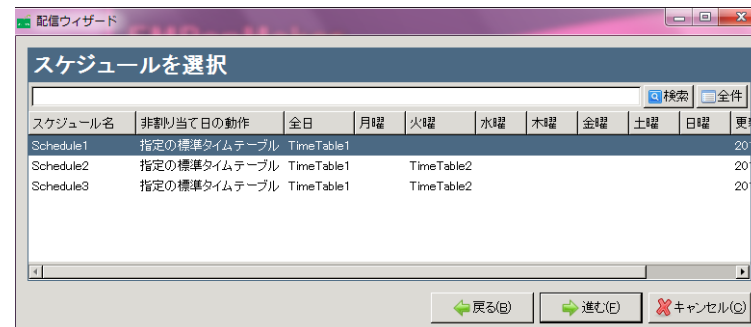 配信ウィザード
スケジュールを選択
検索 全件
スケジュール名 非割り当て日の動作 全日 月曜 火曜 水曜 木曜 金曜 土曜 日曜
Schedule1 指定の標準タイムテーブル TimeTable1 201
Schedule2 指定の標準タイムテーブル TimeTable1 TimeTable2 201
Schedule3 指定の標準タイムテーブル TimeTable1 TimeTable2 201
戻る(B) 進む(F) キャンセル(C)